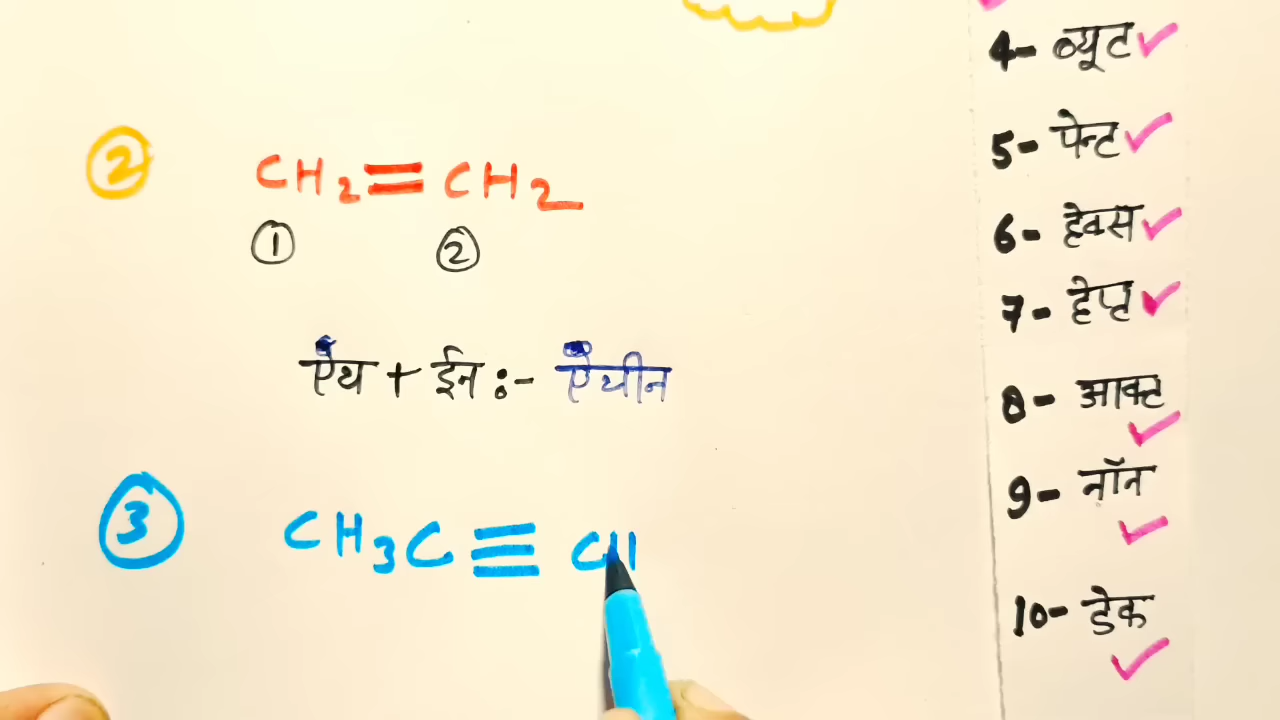 ② CH₂=CH₂
① ②
ऐथ + ईन :- ऐथीन
③ CH₃C≡CH
4- ब्यूट ✓
5- पेन्ट ✓
6- हेक्स ✓
7- हेप्ट ✓
8- आक्ट ✓
9- नॉन ✓
10- डेक ✓